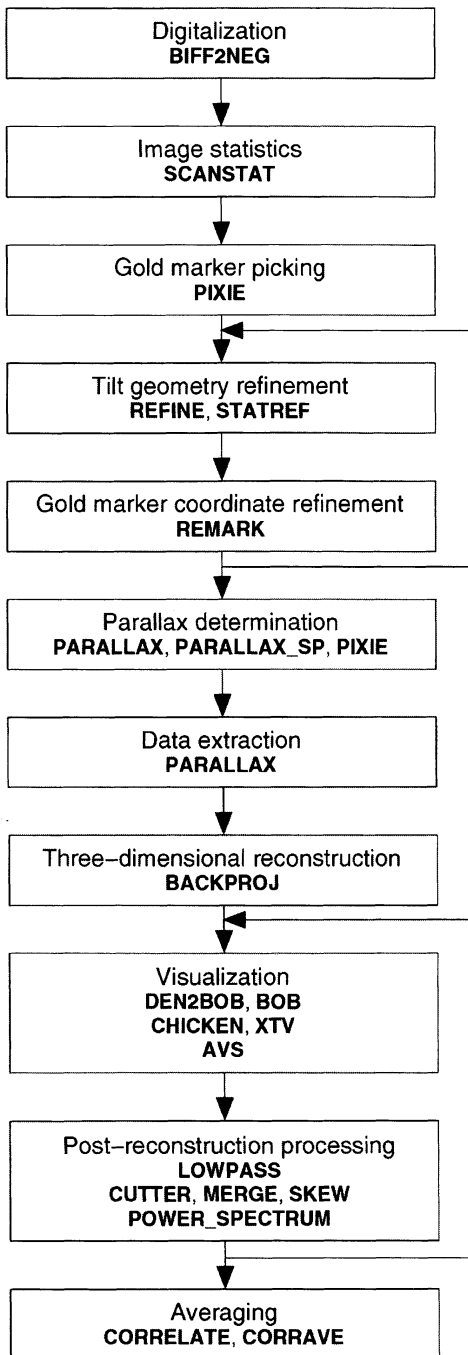 Digitalization
BIFF2NEG
Image statistics
SCANSTAT
Gold marker picking
PIXIE
Tilt geometry refinement
REFINE, STATREF
Gold marker coordinate refinement
REMARK
Parallax determination
PARALLAX, PARALLAX_SP, PIXIE
Data extraction
PARALLAX
Three−dimensional reconstruction
BACKPROJ
Visualization
DEN2BOB, BOB
CHICKEN, XTV
AVS
Post−reconstruction processing
LOWPASS
CUTTER, MERGE, SKEW
POWER_SPECTRUM
Averaging
CORRELATE, CORRAVE